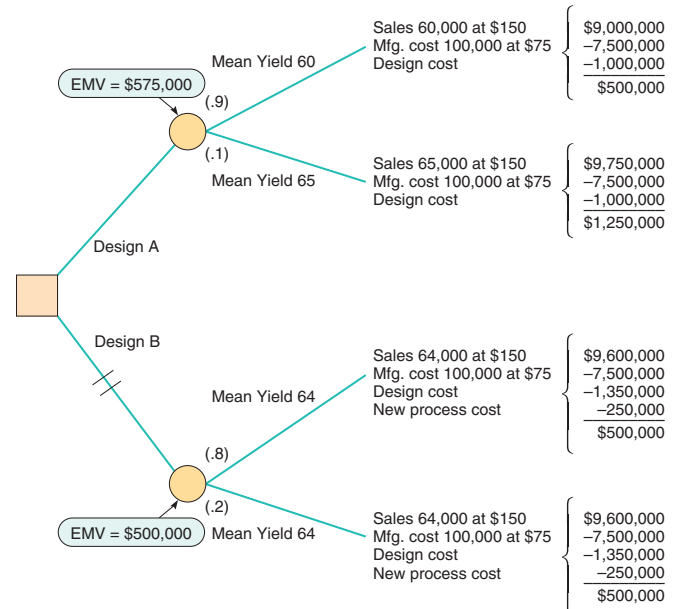 Sales 60,000 at $150 $9,000,000
Mfg. cost 100,000 at $75 –7,500,000
Design cost –1,000,000
$500,000
Mean Yield 60
EMV = $575,000
(.9)
(.1)
Mean Yield 65
Sales 65,000 at $150 $9,750,000
Mfg. cost 100,000 at $75 –7,500,000
Design cost –1,000,000
$1,250,000
Design A
Design B
Sales 64,000 at $150 $9,600,000
Mfg. cost 100,000 at $75 –7,500,000
Design cost –1,350,000
New process cost –250,000
$500,000
Mean Yield 64
(.8)
(.2)
EMV = $500,000
Mean Yield 64
Sales 64,000 at $150 $9,600,000
Mfg. cost 100,000 at $75 –7,500,000
Design cost –1,350,000
New process cost –250,000
$500,000